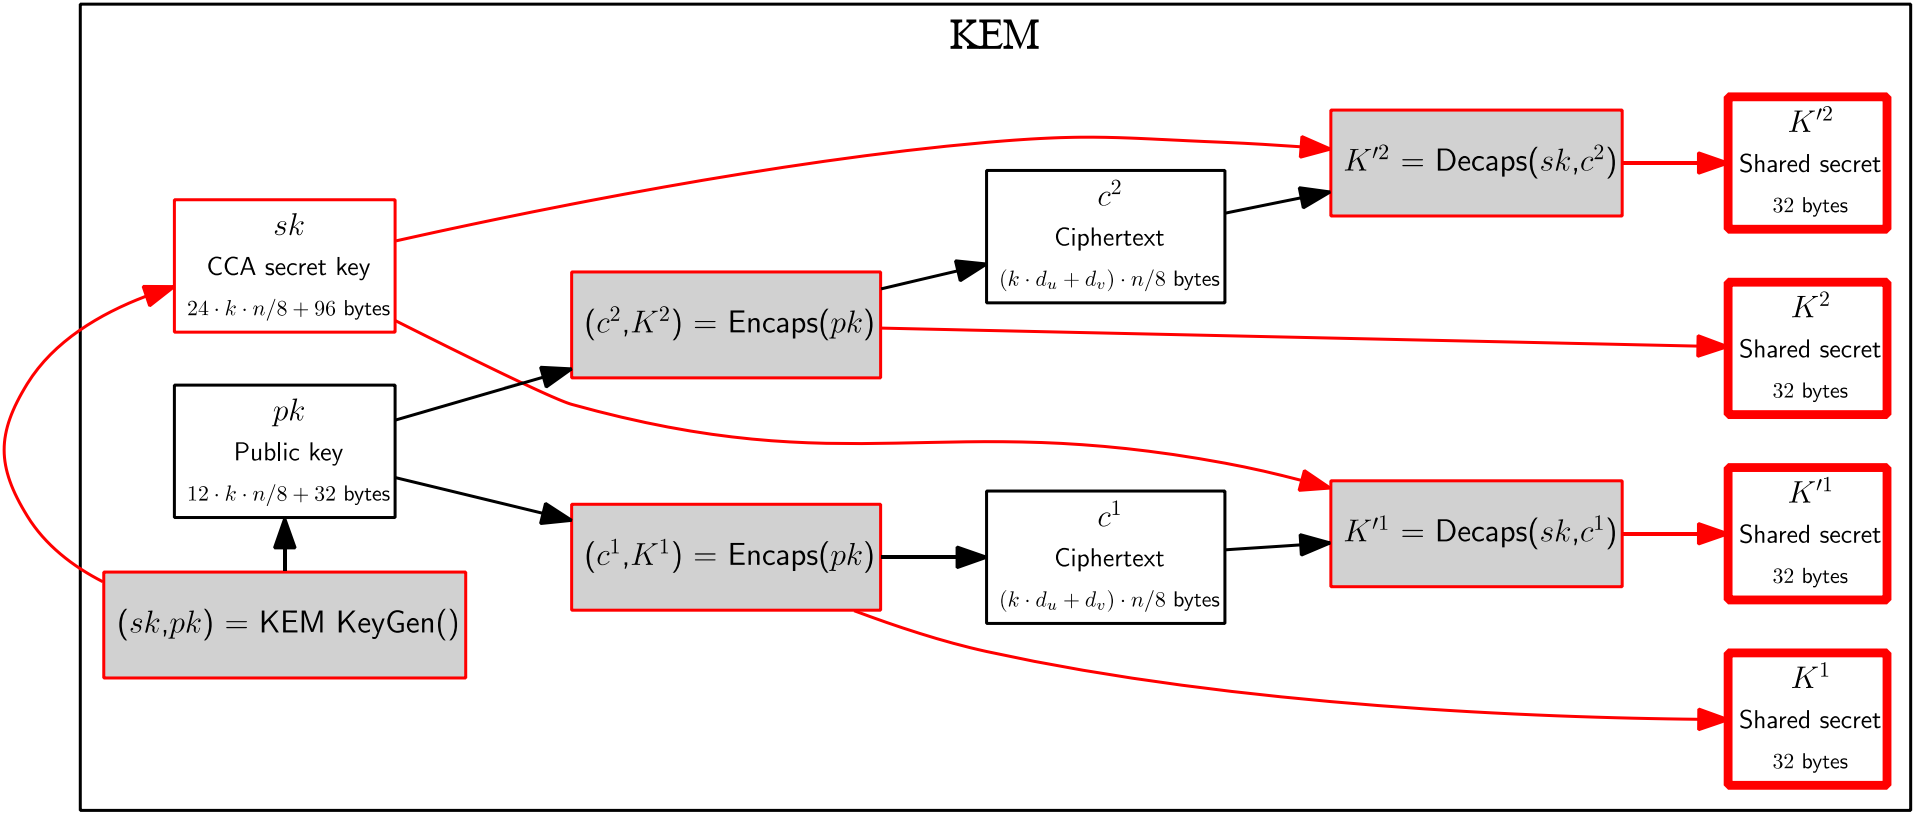 KEM
sk
CCA secret key
24 · k · n/8 + 96 bytes
pk
Public key
12 · k · n/8 + 32 bytes
(sk,pk) = KEM KeyGen()
(c²,K²) = Encaps(pk)
(c¹,K¹) = Encaps(pk)
c²
Ciphertext
(k · dᵤ + dᵥ) · n/8 bytes
c¹
Ciphertext
(k · dᵤ + dᵥ) · n/8 bytes
K′² = Decaps(sk,c²)
K′¹ = Decaps(sk,c¹)
K′²
Shared secret
32 bytes
K²
Shared secret
32 bytes
K′¹
Shared secret
32 bytes
K¹
Shared secret
32 bytes